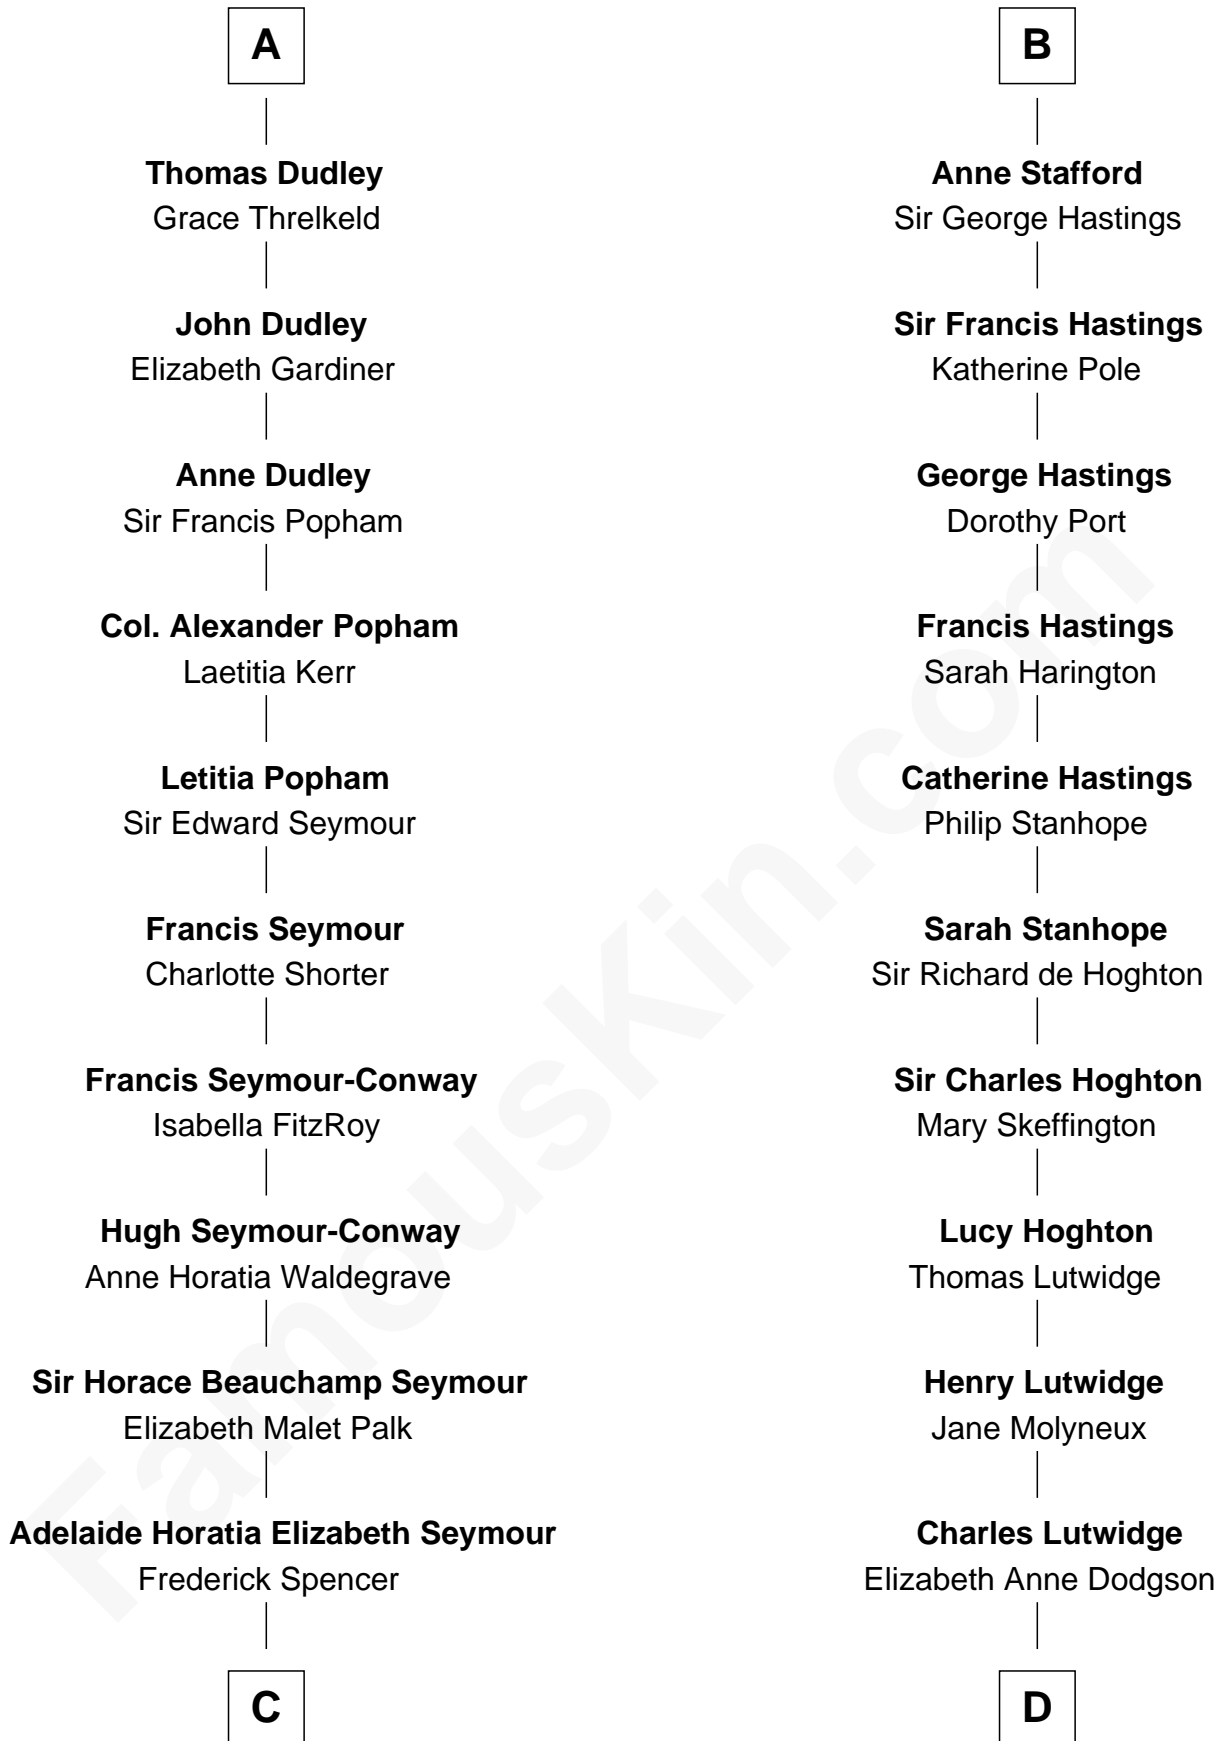 A
Thomas Dudley
Grace Threlkeld
John Dudley
Elizabeth Gardiner
Anne Dudley
Sir Francis Popham
Col. Alexander Popham
Laetitia Kerr
Letitia Popham
Sir Edward Seymour
Francis Seymour
Charlotte Shorter
Francis Seymour-Conway
Isabella FitzRoy
Hugh Seymour-Conway
Anne Horatia Waldegrave
Sir Horace Beauchamp Seymour
Elizabeth Malet Palk
Adelaide Horatia Elizabeth Seymour
Frederick Spencer
C
B
Anne Stafford
Sir George Hastings
Sir Francis Hastings
Katherine Pole
George Hastings
Dorothy Port
Francis Hastings
Sarah Harington
Catherine Hastings
Philip Stanhope
Sarah Stanhope
Sir Richard de Hoghton
Sir Charles Hoghton
Mary Skeffington
Lucy Hoghton
Thomas Lutwidge
Henry Lutwidge
Jane Molyneux
Charles Lutwidge
Elizabeth Anne Dodgson
D
FamousKin.com